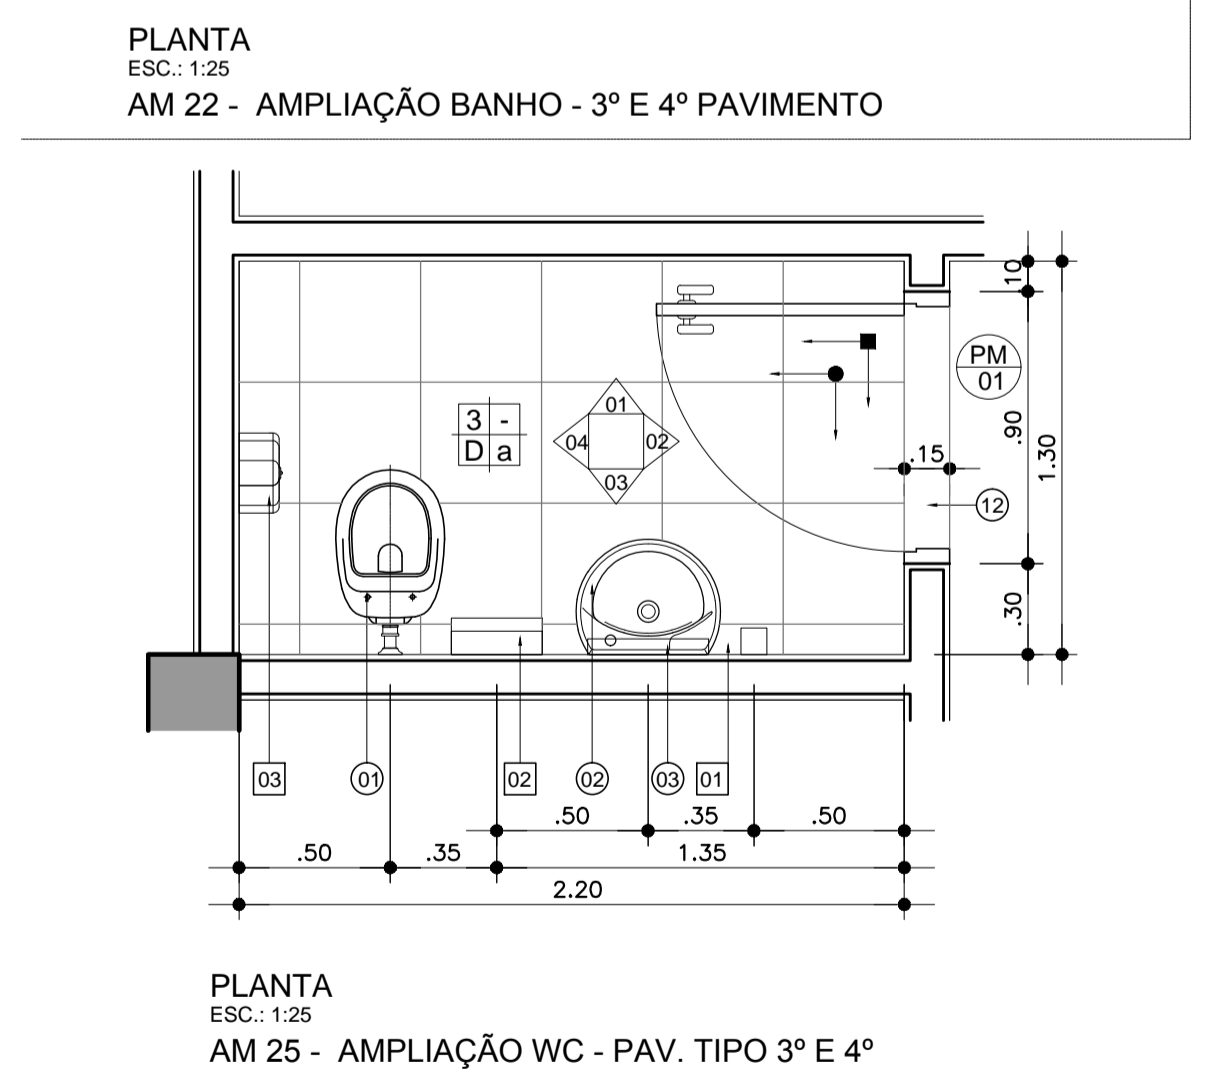 PLANTA
ESC.: 1:25
AM 22 - AMPLIAÇÃO BANHO - 3º E 4º PAVIMENTO
.10
PM
01
3 -
D a
01
04 02
03
.90
1.30
.15
12
.30
03 01 02 02 03 01
.50 .35 .50
.50 .35 1.35
2.20
PLANTA
ESC.: 1:25
AM 25 - AMPLIAÇÃO WC - PAV. TIPO 3º E 4º